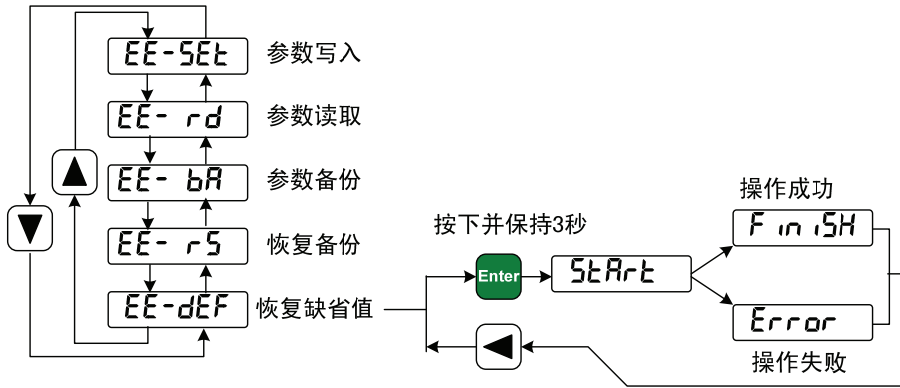 EE-SEt 参数写入
EE- rd 参数读取
EE- bA 参数备份
EE- rS 恢复备份
EE-dEF 恢复缺省值
按下并保持3秒
Enter
StArt
操作成功
FiniSH
Error
操作失败